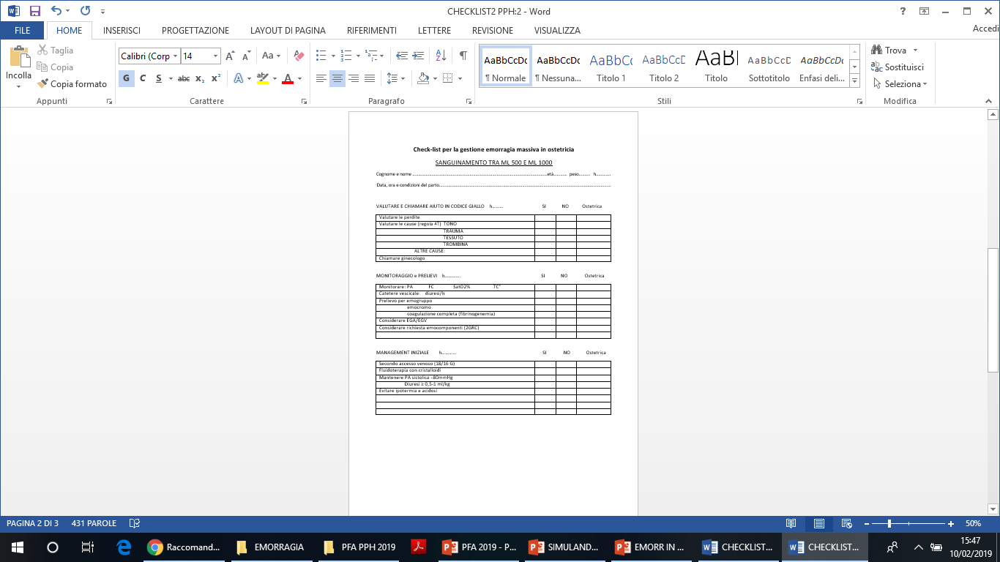 CHECKLIST2 PPH:2 - Word
FILE HOME INSERISCI PROGETTAZIONE LAYOUT DI PAGINA RIFERIMENTI LETTERE REVISIONE VISUALIZZA Accedi
Incolla
Taglia
Copia
Copia formato
Appunti
Calibri (Corp 14
G C S abc x₂ x²
Carattere
Paragrafo
AaBbCcDc AaBbCcDc AaBbCc AaBbCcD AaBl AaBbCcD AaBbCcDc
¶ Normale ¶ Nessuna... Titolo 1 Titolo 2 Titolo Sottotitolo Enfasi deli...
Stili
Trova
Sostituisci
Seleziona
Modifica
Check-list per la gestione emorragia massiva in ostetricia
SANGUINAMENTO TRA ML 500 E ML 1000
Cognome e nome ........ età........ peso........ h........
Data, ora e condizioni del parto........
VALUTARE E CHIAMARE AIUTO IN CODICE GIALLO h........ SI NO Ostetrica
Valutare le perdite
Valutare le cause (regola 4T) TONO
TRAUMA
TESSUTO
TROMBINA
ALTRE CAUSE:
Chiamare ginecologo
MONITORAGGIO e PRELIEVI h............ SI NO Ostetrica
Monitorare: PA FC SatO2% TC°
Catetere vescicale: diuresi/h
Prelievo per emogruppo
emocromo
coagulazione completa (fibrinogenemia)
Considerare EGA/EGV
Considerare richiesta emocomponenti (2GRC)
MANAGEMENT INIZIALE h............ SI NO Ostetrica
Secondo accesso venoso (18/16 G)
Fluidoterapia con cristalloidi
Mantenere PA sistolica ~80mmHg
Diuresi ≥ 0,5-1 ml/kg
Evitare ipotermia e acidosi
PAGINA 2 DI 3 431 PAROLE 50%
Raccomand... EMORRAGIA PFA PPH 2019 PFA 2019 - P... SIMULAND... EMORR IN ... CHECKLIST... CHECKLIST...
15:47
10/02/2019